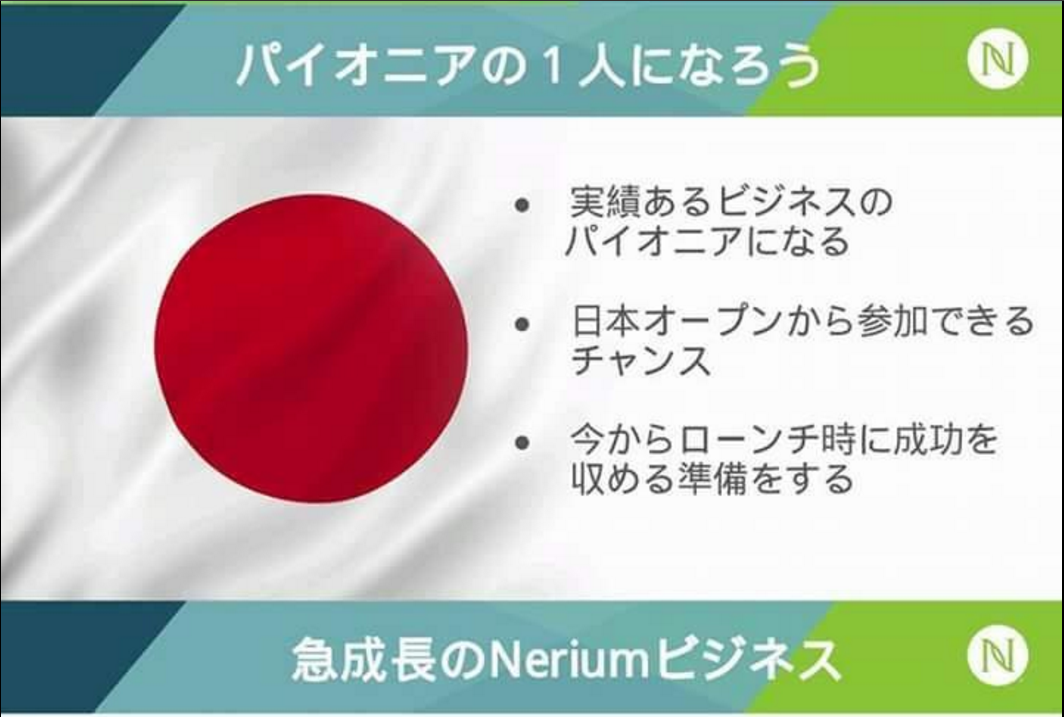 パイオニアの１人になろう
N
• 実績あるビジネスの
パイオニアになる
• 日本オープンから参加できる
チャンス
• 今からローンチ時に成功を
収める準備をする
急成長のNeriumビジネス
N